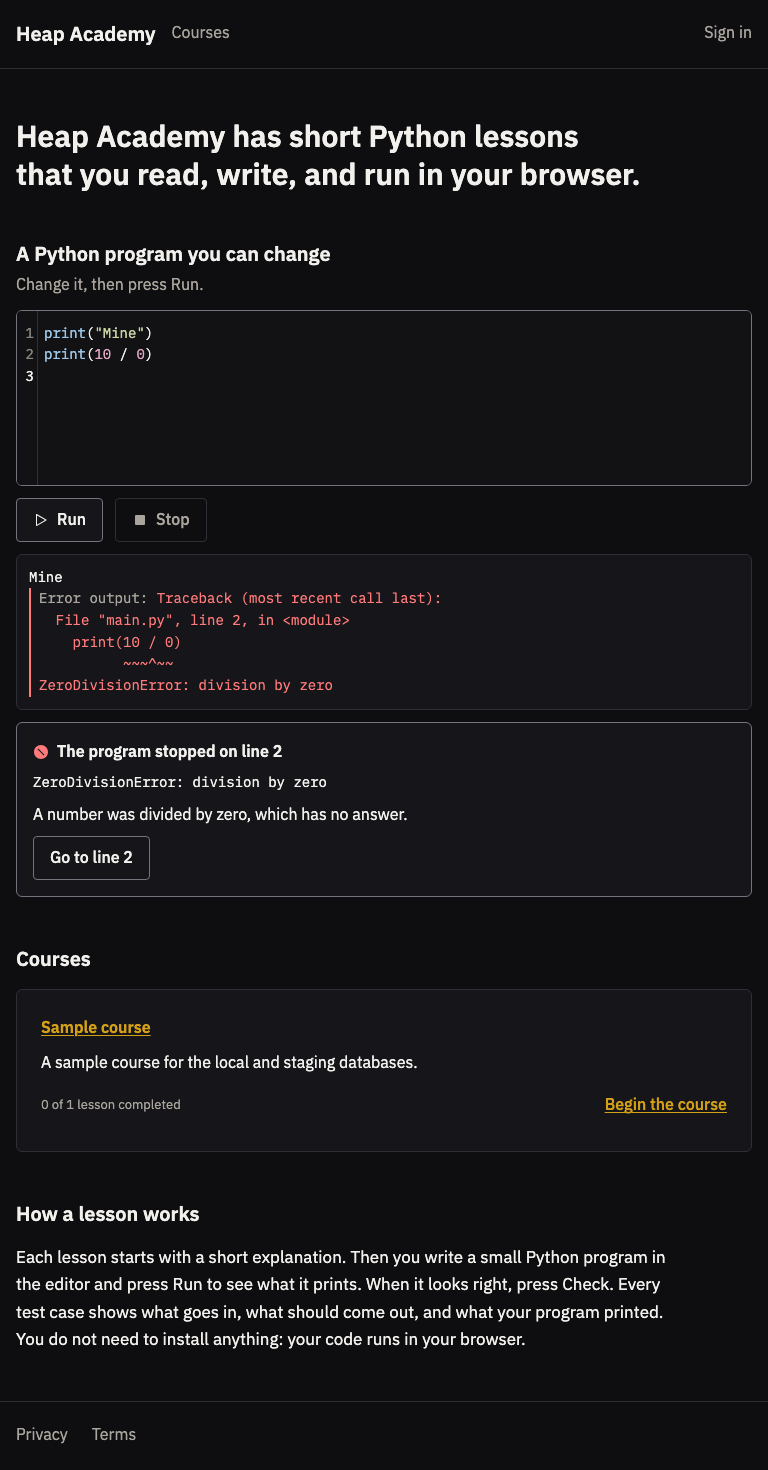 Heap Academy Courses Sign in
Heap Academy has short Python lessons
that you read, write, and run in your browser.
A Python program you can change
Change it, then press Run.
1 print("Mine")
2 print(10 / 0)
3
Run Stop
Mine
Error output: Traceback (most recent call last):
  File "main.py", line 2, in <module>
    print(10 / 0)
          ~~~^~~
ZeroDivisionError: division by zero
The program stopped on line 2
ZeroDivisionError: division by zero
A number was divided by zero, which has no answer.
Go to line 2
Courses
Sample course
A sample course for the local and staging databases.
0 of 1 lesson completed Begin the course
How a lesson works
Each lesson starts with a short explanation. Then you write a small Python program in
the editor and press Run to see what it prints. When it looks right, press Check. Every
test case shows what goes in, what should come out, and what your program printed.
You do not need to install anything: your code runs in your browser.
Privacy Terms